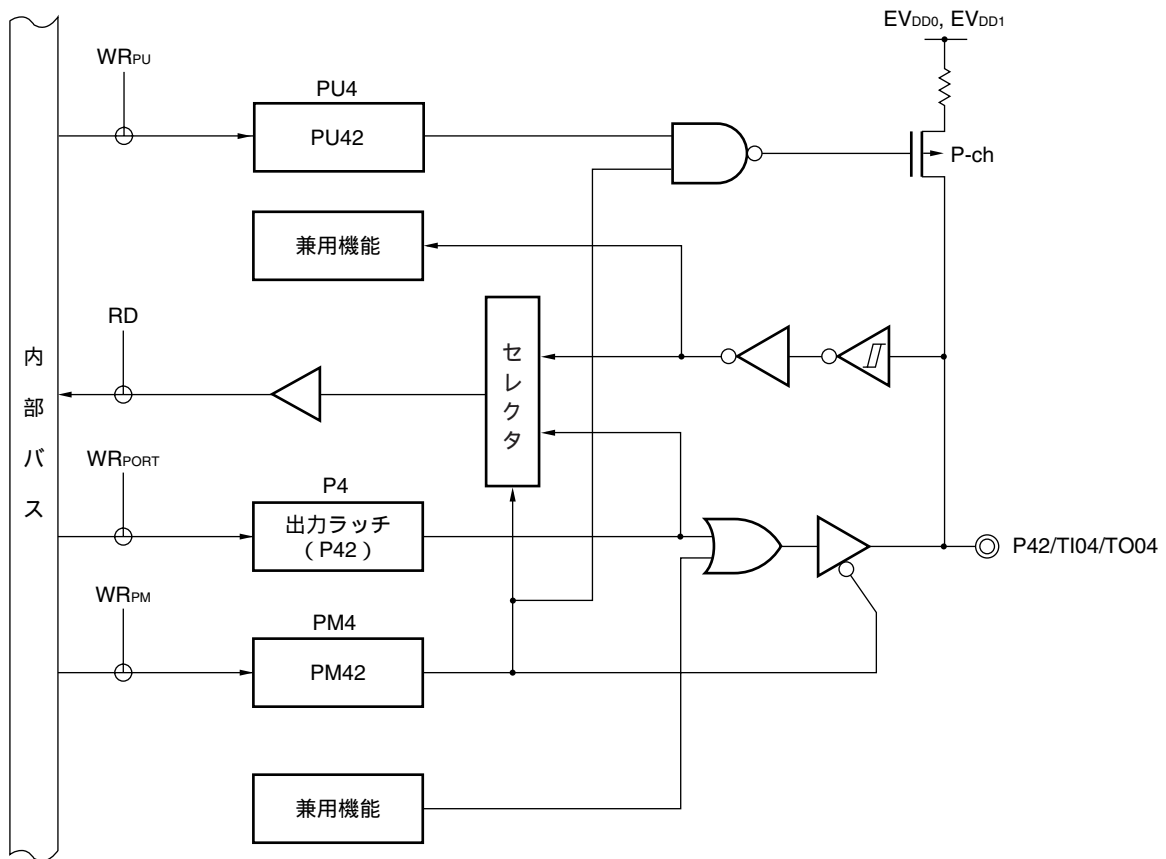 EVDD0, EVDD1
WRPU
PU4
PU42
P-ch
兼用機能
RD
セレクタ
内部バス
WRPORT
P4
出力ラッチ
（P42）
P42/TI04/TO04
WRPM
PM4
PM42
兼用機能